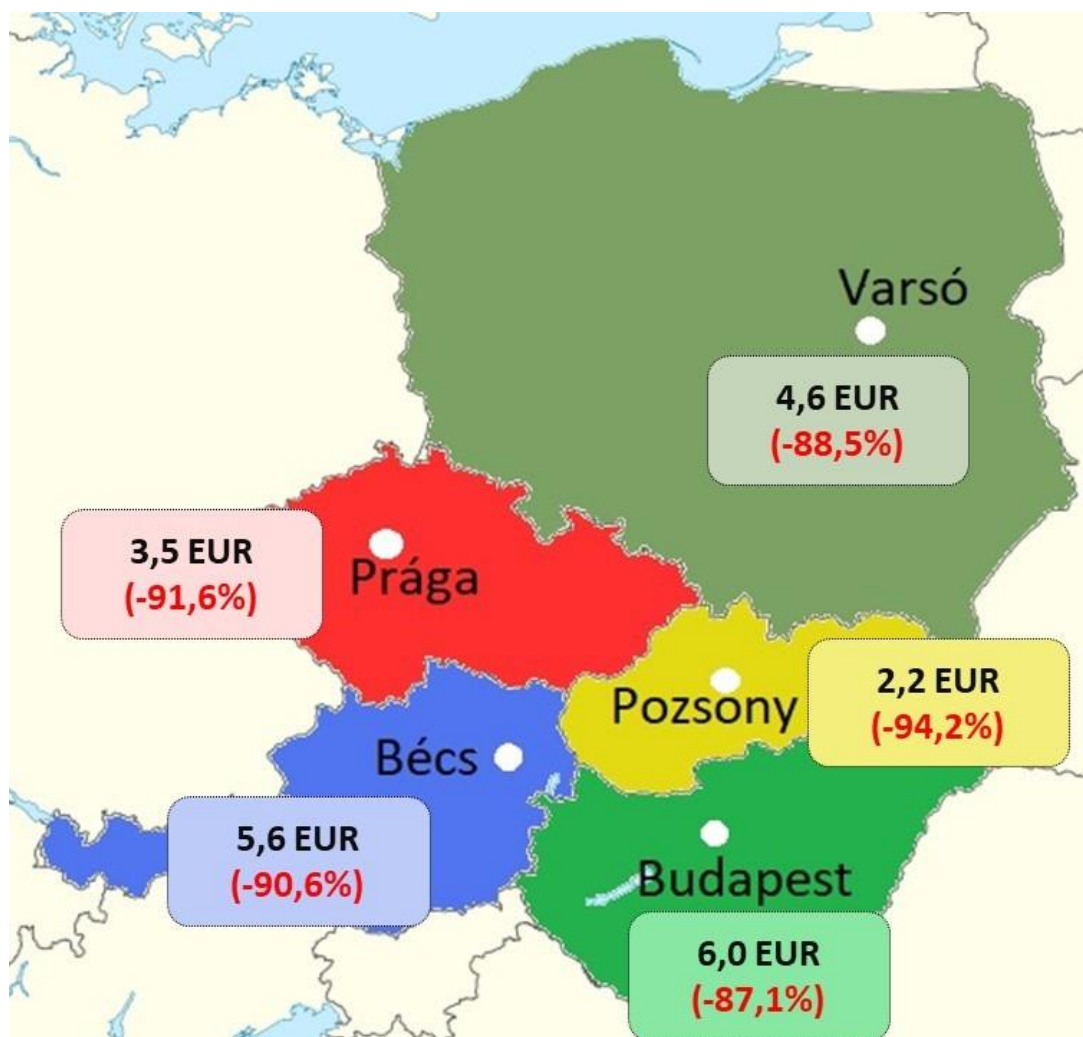 Varsó
4,6 EUR
(-88,5%)
3,5 EUR
(-91,6%)
Prága
2,2 EUR
(-94,2%)
Pozsony
Bécs
5,6 EUR
(-90,6%)
Budapest
6,0 EUR
(-87,1%)